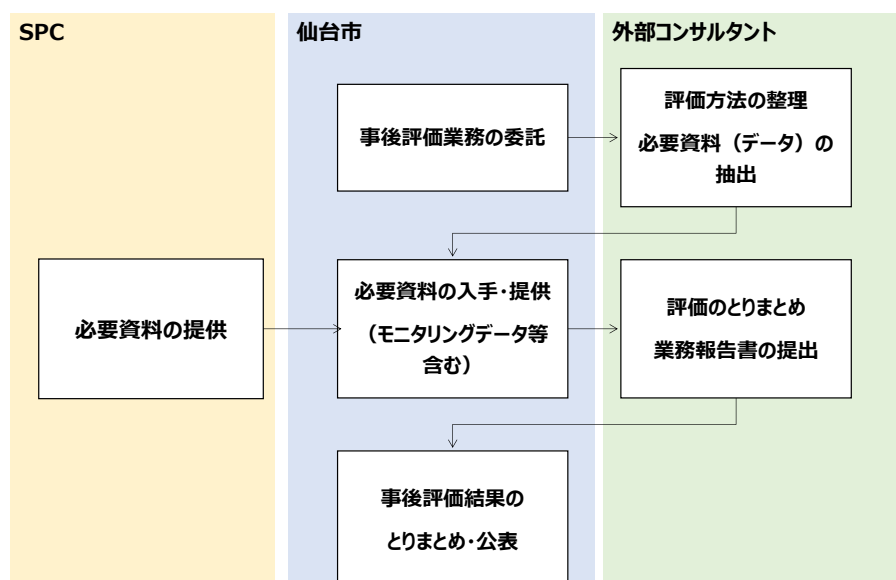 SPC
仙台市
外部コンサルタント
事後評価業務の委託
評価方法の整理
必要資料（データ）の
抽出
必要資料の提供
必要資料の入手・提供
（モニタリングデータ等
含む）
評価のとりまとめ
業務報告書の提出
事後評価結果の
とりまとめ・公表